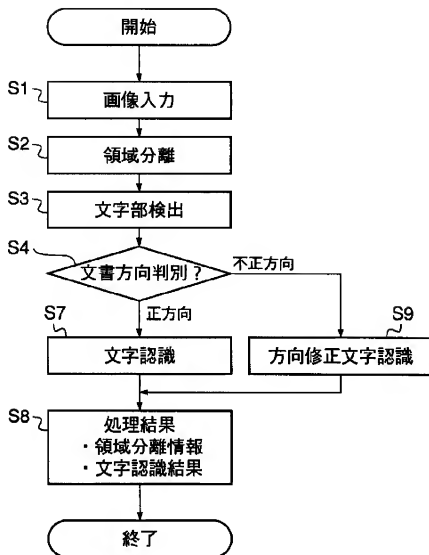 開始
S1
画像入力
S2
領域分離
S3
文字部検出
S4
文書方向判別？
不正方向
正方向
S7
文字認識
S9
方向修正文字認識
S8
処理結果
・領域分離情報
・文字認識結果
終了